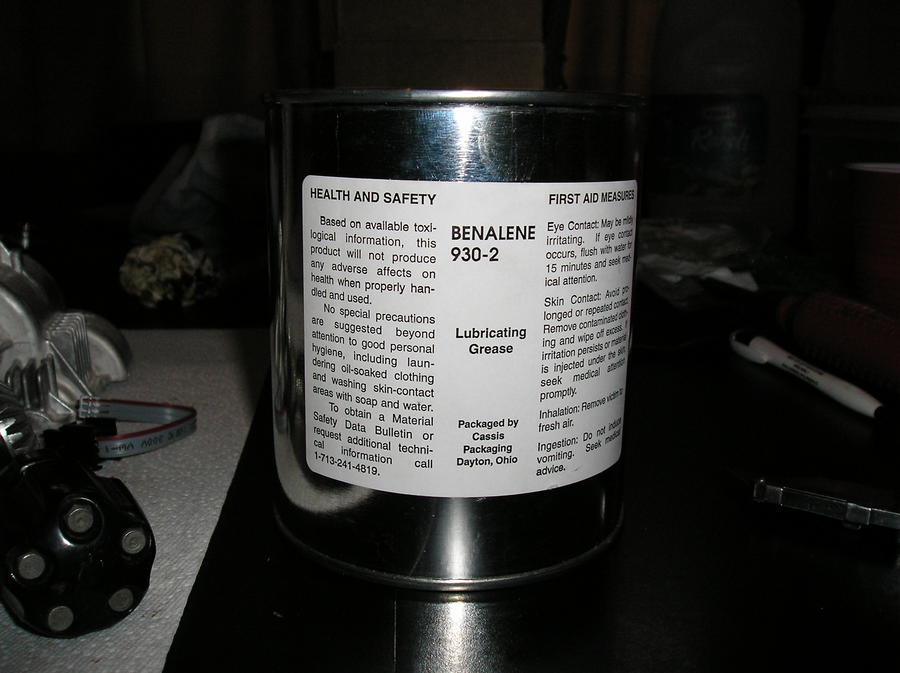 HEALTH AND SAFETY
Based on available toxi-
logical information, this
product will not produce
any adverse affects on
health when properly han-
dled and used.
No special precautions
are suggested beyond
attention to good personal
hygiene, including laun-
dering oil-soaked clothing
and washing skin-contact
areas with soap and water.
To obtain a Material
Safety Data Bulletin or
request additional techni-
cal information call
1-713-241-4819.
BENALENE
930-2
Lubricating
Grease
Packaged by
Cassis
Packaging
Dayton, Ohio
FIRST AID MEASURES
Eye Contact: May be mildly
irritating. If eye contact
occurs, flush with water for
15 minutes and seek med-
ical attention.
Skin Contact: Avoid pro-
longed or repeated contact.
Remove contaminated cloth-
ing and wipe off excess. If
irritation persists or material
is injected under the skin,
seek medical attention
promptly.
Inhalation: Remove victim to
fresh air.
Ingestion: Do not induce
vomiting. Seek medical
advice.